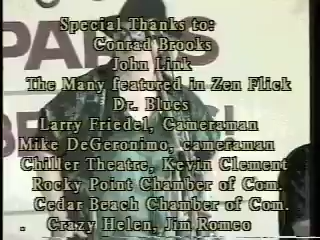 Special Thanks to:
Conrad Brooks
John Link
The Many featured in Zen Flick
Dr. Blues
Larry Friedel, Cameraman
Mike DeGeronimo, cameraman
Chiller Theatre, Kevin Clement
Rocky Point Chamber of Com.
Cedar Beach Chamber of Com.
. Crazy Helen, Jim Romeo